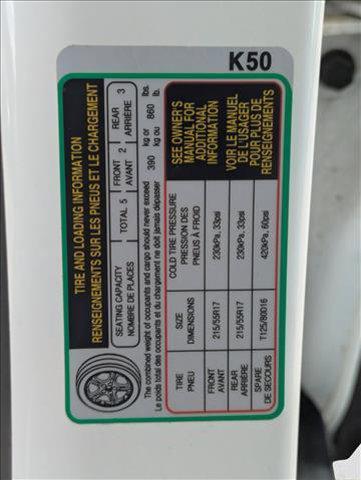 K50
TIRE AND LOADING INFORMATION
RENSEIGNEMENTS SUR LES PNEUS ET LE CHARGEMENT
SEATING CAPACITY
NOMBRE DE PLACES
TOTAL 5
FRONT
AVANT 2
REAR
ARRIÈRE 3
The combined weight of occupants and cargo should never exceed 390 kg or 860 lbs.
Le poids total des occupants et du chargement ne doit jamais dépasser 390 kg ou 860 lb.
TIRE
PNEU
SIZE
DIMENSIONS
COLD TIRE PRESSURE
PRESSION DES
PNEUS À FROID
SEE OWNER'S
MANUAL FOR
ADDITIONAL
INFORMATION
FRONT
AVANT
215/55R17
230kPa, 33psi
REAR
ARRIÈRE
215/55R17
230kPa, 33psi
VOIR LE MANUEL
DE L'USAGER
POUR PLUS DE
RENSEIGNEMENTS
SPARE
DE SECOURS
T125/80D16
420kPa, 60psi